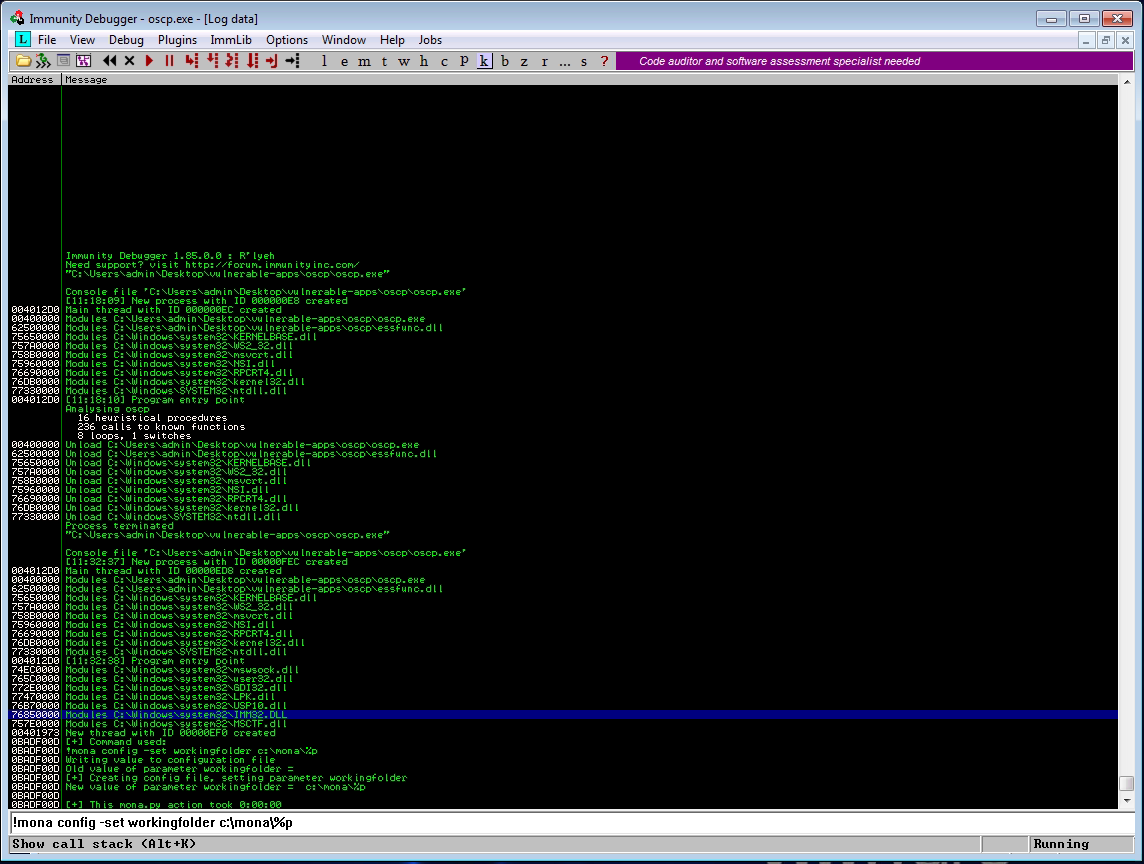 Immunity Debugger - oscp.exe - [Log data]
L File View Debug Plugins ImmLib Options Window Help Jobs
l e m t w h c P k b z r ... s ? Code auditor and software assessment specialist needed
Address Message
Immunity Debugger 1.85.0.0 : R'lyeh
Need support? visit http://forum.immunityinc.com/
"C:\Users\admin\Desktop\vulnerable-apps\oscp\oscp.exe"
Console file 'C:\Users\admin\Desktop\vulnerable-apps\oscp\oscp.exe'
[11:18:09] New process with ID 000000E8 created
004012D0 Main thread with ID 000000EC created
00400000 Modules C:\Users\admin\Desktop\vulnerable-apps\oscp\oscp.exe
62500000 Modules C:\Users\admin\Desktop\vulnerable-apps\oscp\essfunc.dll
75650000 Modules C:\Windows\system32\KERNELBASE.dll
757A0000 Modules C:\Windows\system32\WS2_32.dll
758B0000 Modules C:\Windows\system32\msvcrt.dll
75960000 Modules C:\Windows\system32\NSI.dll
76690000 Modules C:\Windows\system32\RPCRT4.dll
76DB0000 Modules C:\Windows\system32\kernel32.dll
77330000 Modules C:\Windows\SYSTEM32\ntdll.dll
004012D0 [11:18:10] Program entry point
Analysing oscp
16 heuristical procedures
236 calls to known functions
8 loops, 1 switches
00400000 Unload C:\Users\admin\Desktop\vulnerable-apps\oscp\oscp.exe
62500000 Unload C:\Users\admin\Desktop\vulnerable-apps\oscp\essfunc.dll
75650000 Unload C:\Windows\system32\KERNELBASE.dll
757A0000 Unload C:\Windows\system32\WS2_32.dll
758B0000 Unload C:\Windows\system32\msvcrt.dll
75960000 Unload C:\Windows\system32\NSI.dll
76690000 Unload C:\Windows\system32\RPCRT4.dll
76DB0000 Unload C:\Windows\system32\kernel32.dll
77330000 Unload C:\Windows\SYSTEM32\ntdll.dll
Process terminated
"C:\Users\admin\Desktop\vulnerable-apps\oscp\oscp.exe"
Console file 'C:\Users\admin\Desktop\vulnerable-apps\oscp\oscp.exe'
[11:32:37] New process with ID 00000FEC created
004012D0 Main thread with ID 00000ED8 created
00400000 Modules C:\Users\admin\Desktop\vulnerable-apps\oscp\oscp.exe
62500000 Modules C:\Users\admin\Desktop\vulnerable-apps\oscp\essfunc.dll
75650000 Modules C:\Windows\system32\KERNELBASE.dll
757A0000 Modules C:\Windows\system32\WS2_32.dll
758B0000 Modules C:\Windows\system32\msvcrt.dll
75960000 Modules C:\Windows\system32\NSI.dll
76690000 Modules C:\Windows\system32\RPCRT4.dll
76DB0000 Modules C:\Windows\system32\kernel32.dll
77330000 Modules C:\Windows\SYSTEM32\ntdll.dll
004012D0 [11:32:38] Program entry point
74EC0000 Modules C:\Windows\system32\mswsock.dll
765C0000 Modules C:\Windows\system32\user32.dll
772E0000 Modules C:\Windows\system32\GDI32.dll
77470000 Modules C:\Windows\system32\LPK.dll
76B70000 Modules C:\Windows\system32\USP10.dll
76850000 Modules C:\Windows\system32\IMM32.DLL
757E0000 Modules C:\Windows\system32\MSCTF.dll
00401973 New thread with ID 00000EF0 created
0BADF00D [+] Command used:
0BADF00D !mona config -set workingfolder c:\mona\%p
0BADF00D Writing value to configuration file
0BADF00D Old value of parameter workingfolder =
0BADF00D [+] Creating config file, setting parameter workingfolder
0BADF00D New value of parameter workingfolder = c:\mona\%p
0BADF00D
0BADF00D [+] This mona.py action took 0:00:00
!mona config -set workingfolder c:\mona\%p
Show call stack (Alt+K) Running